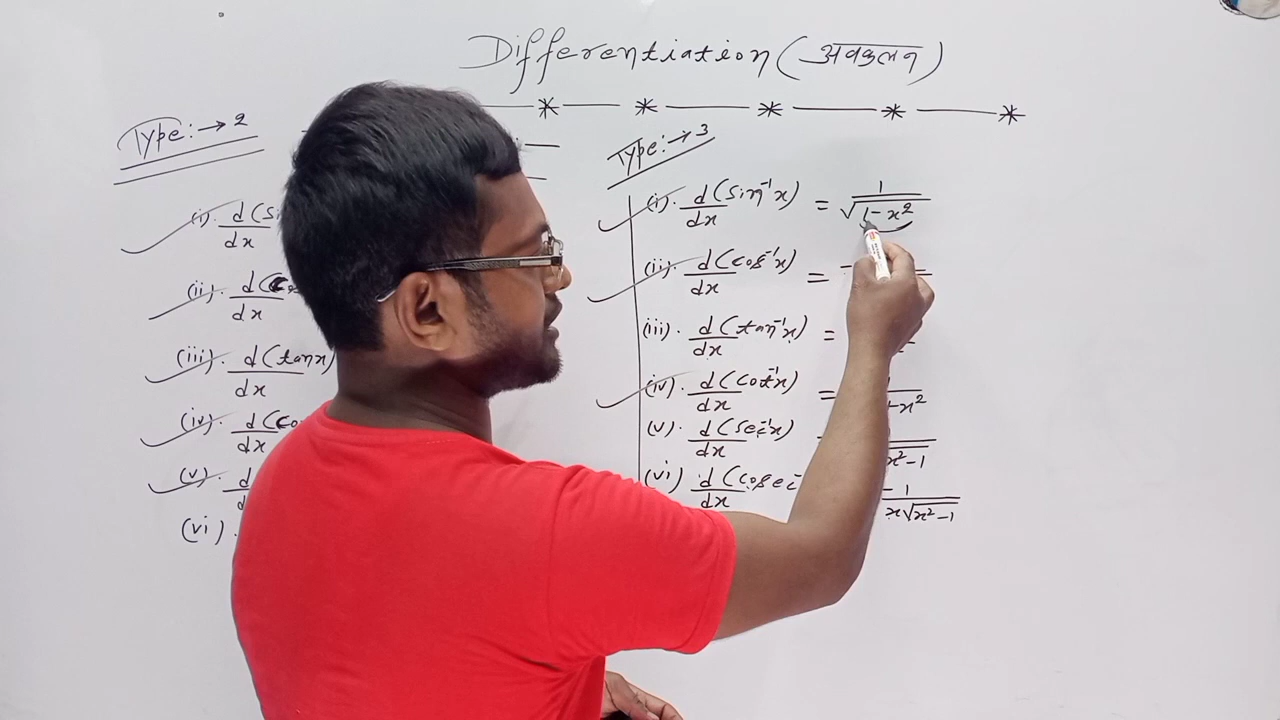 Differentiation (अवकलन)
Type:→ 2
(i). d/dx (si
(ii). d/dx (co
(iii). d/dx (tanx)
(iv). d/dx (co
(v). d/d
(vi).
Type:→ 3
(i). d/dx (sin⁻¹x) = 1/√(1-x²)
(ii). d/dx (cos⁻¹x) =
(iii). d/dx (tan⁻¹x) =
(iv). d/dx (cot⁻¹x) = x²
(v). d/dx (sec⁻¹x) x²-1
(vi) d/dx (cosec⁻ -1/x√(x²-1)